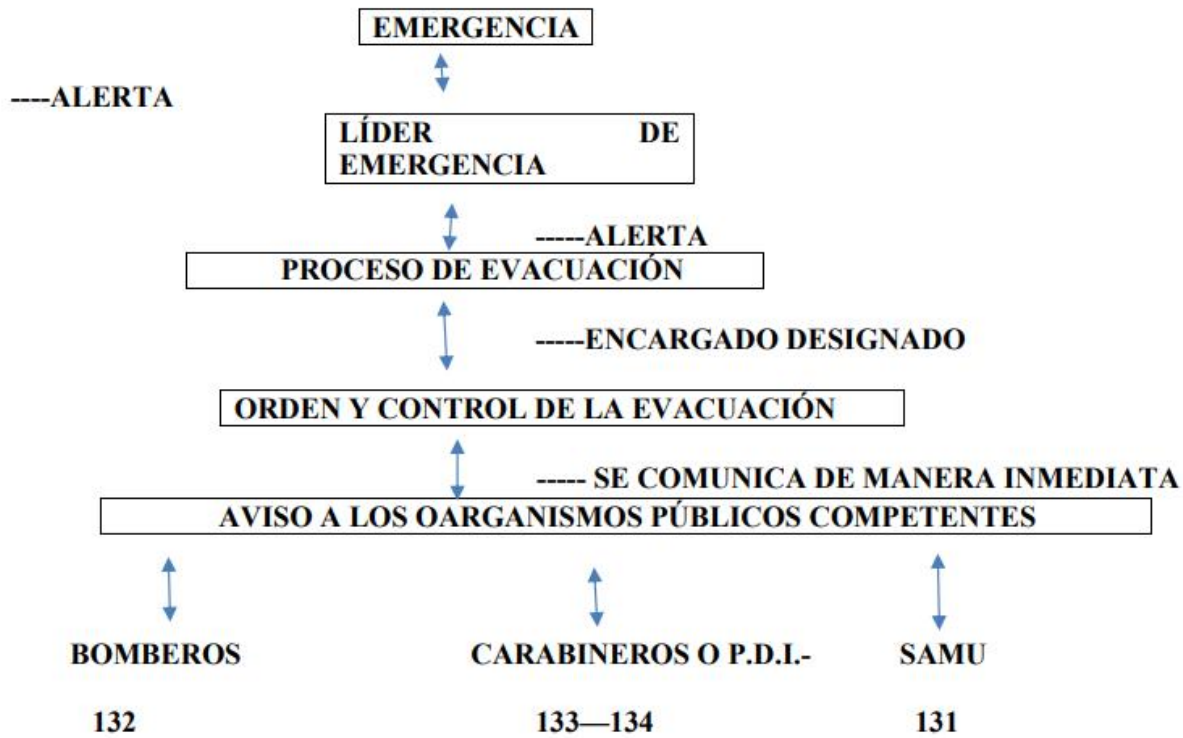 EMERGENCIA
----ALERTA
LÍDER DE
EMERGENCIA
-----ALERTA
PROCESO DE EVACUACIÓN
-----ENCARGADO DESIGNADO
ORDEN Y CONTROL DE LA EVACUACIÓN
----- SE COMUNICA DE MANERA INMEDIATA
AVISO A LOS OARGANISMOS PÚBLICOS COMPETENTES
BOMBEROS CARABINEROS O P.D.I.- SAMU
132 133—134 131